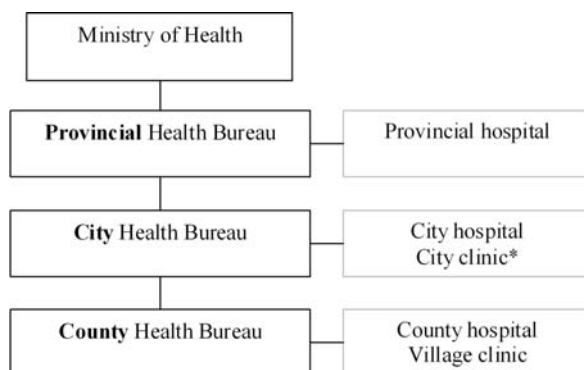 Ministry of Health
Provincial Health Bureau
Provincial hospital
City Health Bureau
City hospital
City clinic*
County Health Bureau
County hospital
Village clinic